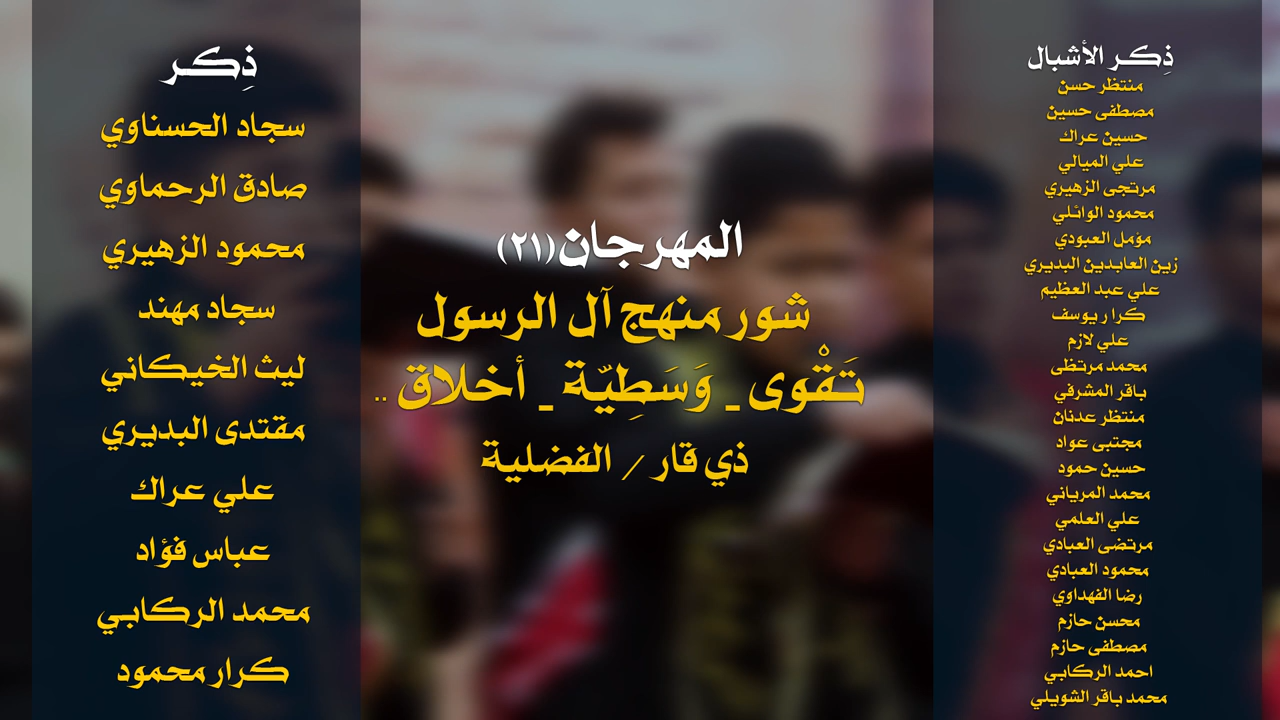 ذِكر الأشبال
منتظر حسن
مصطفى حسين
حسين عراك
علي الميالي
مرتجى الزهيري
محمود الوائلي
مؤمل العبودي
زين العابدين البديري
علي عبد العظيم
كرار يوسف
علي لازم
محمد مرتظى
باقر المشرفي
منتظر عدنان
مجتبى عواد
حسين حمود
محمد المرياني
علي العلمي
مرتضى العبادي
محمود العبادي
رضا الفهداوي
محسن حازم
مصطفى حازم
احمد الركابي
محمد باقر الشويلي
المهرجان (٢١)
شور منهج آل الرسول
تَقْوى ـ وَسَطِيّة ـ أخلاق ..
ذي قار / الفضلية
ذِكر
سجاد الحسناوي
صادق الرحماوي
محمود الزهيري
سجاد مهند
ليث الخيكاني
مقتدى البديري
علي عراك
عباس فؤاد
محمد الركابي
كرار محمود